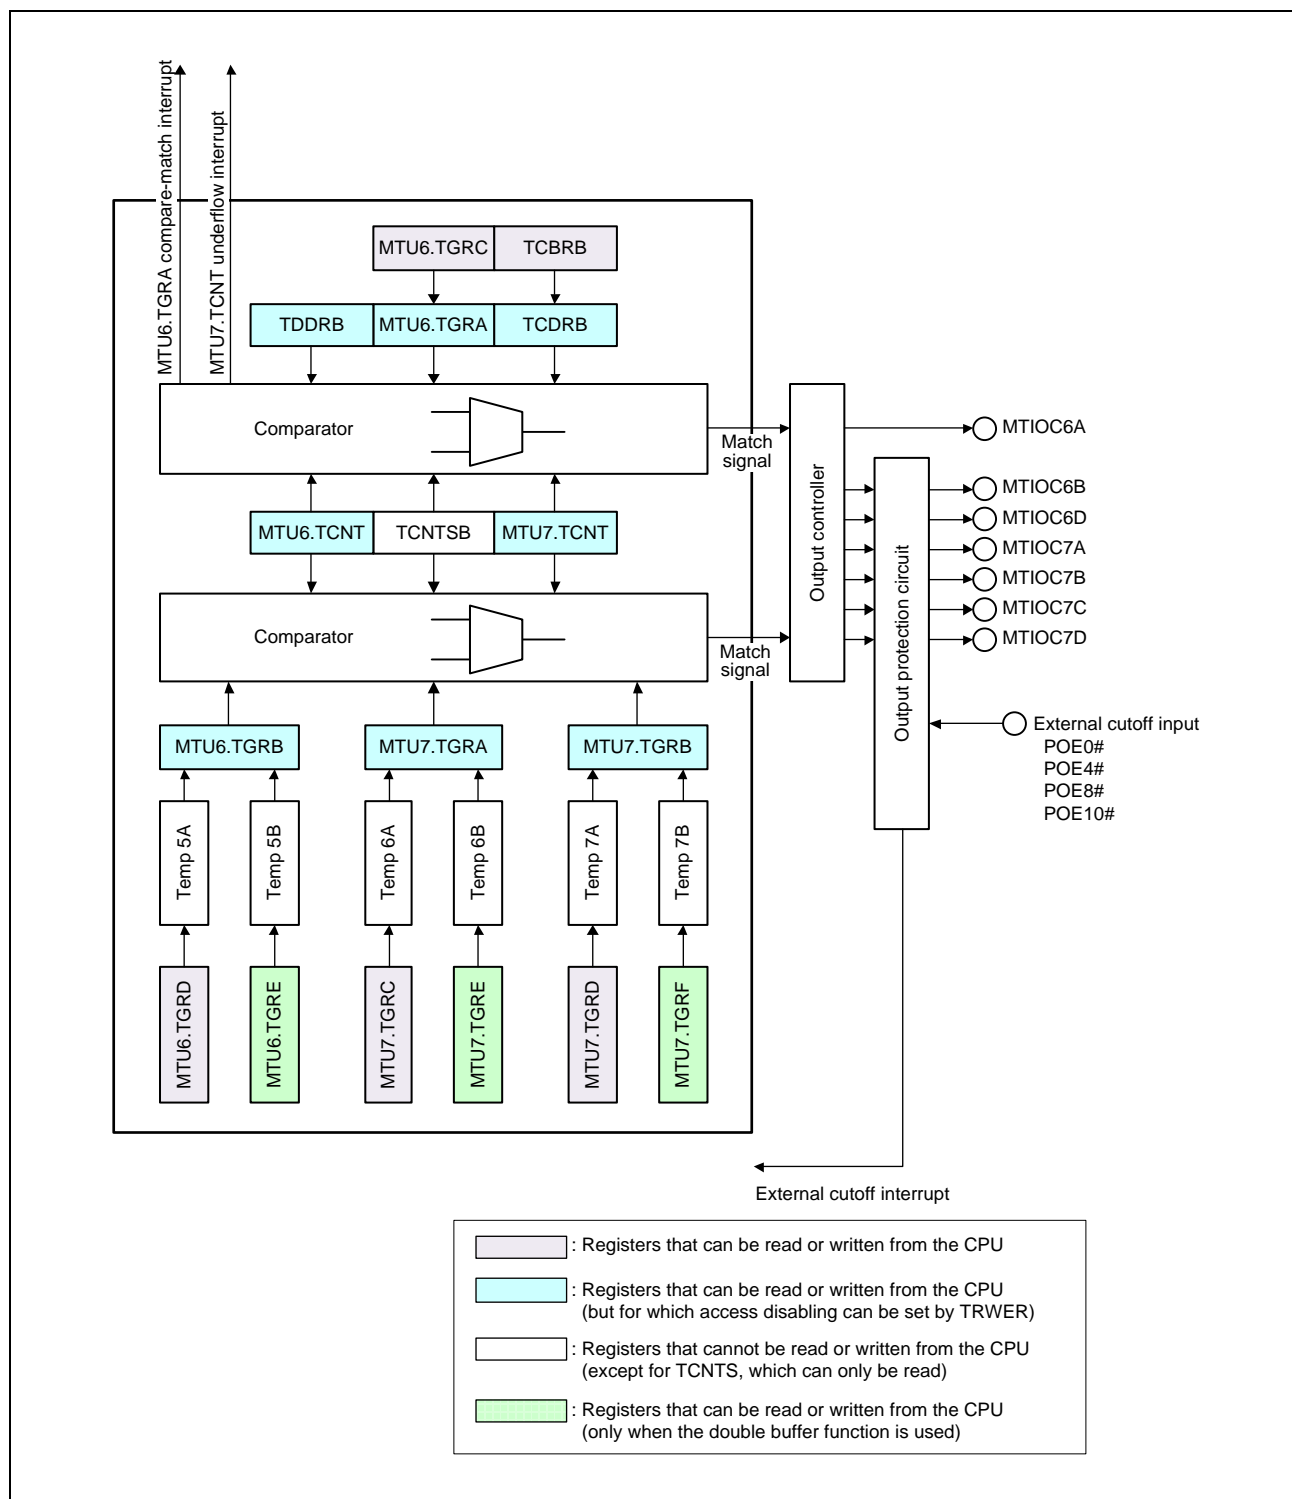 MTU6.TGRA compare-match interrupt
MTU7.TCNT underflow interrupt
MTU6.TGRC
TCBRB
TDDRB
MTU6.TGRA
TCDRB
Comparator
Match
signal
MTU6.TCNT
TCNTSB
MTU7.TCNT
Comparator
Match
signal
MTU6.TGRB
MTU7.TGRA
MTU7.TGRB
Temp 5A
Temp 5B
Temp 6A
Temp 6B
Temp 7A
Temp 7B
MTU6.TGRD
MTU6.TGRE
MTU7.TGRC
MTU7.TGRE
MTU7.TGRD
MTU7.TGRF
Output controller
Output protection circuit
MTIOC6A
MTIOC6B
MTIOC6D
MTIOC7A
MTIOC7B
MTIOC7C
MTIOC7D
External cutoff input
POE0#
POE4#
POE8#
POE10#
External cutoff interrupt
: Registers that can be read or written from the CPU
: Registers that can be read or written from the CPU
(but for which access disabling can be set by TRWER)
: Registers that cannot be read or written from the CPU
(except for TCNTS, which can only be read)
: Registers that can be read or written from the CPU
(only when the double buffer function is used)